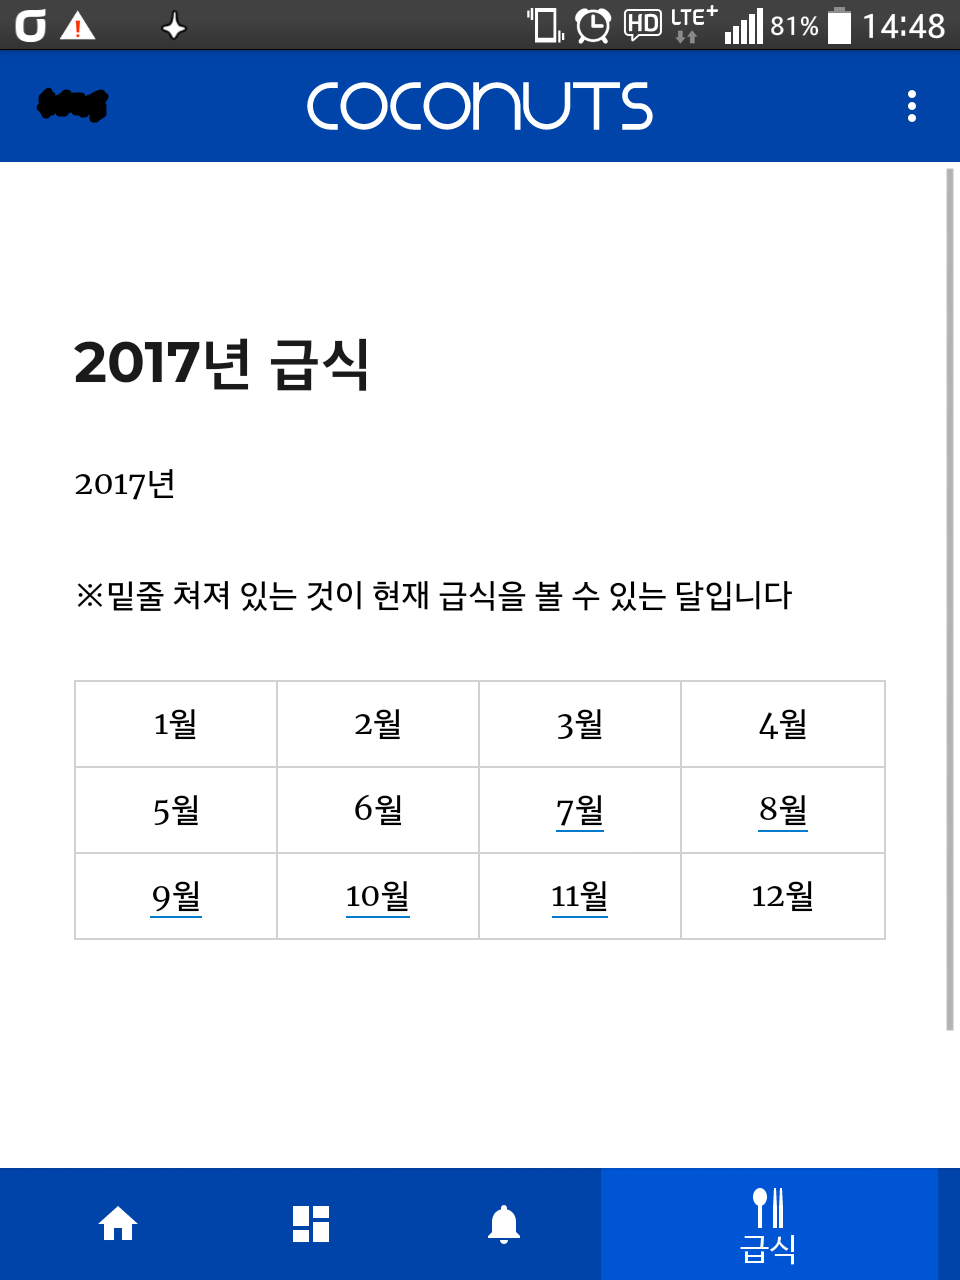 HD LTE+ 81% 14:48
COCONUTS
2017년 급식
2017년
※밑줄 쳐져 있는 것이 현재 급식을 볼 수 있는 달입니다
1월 2월 3월 4월
5월 6월 7월 8월
9월 10월 11월 12월
급식